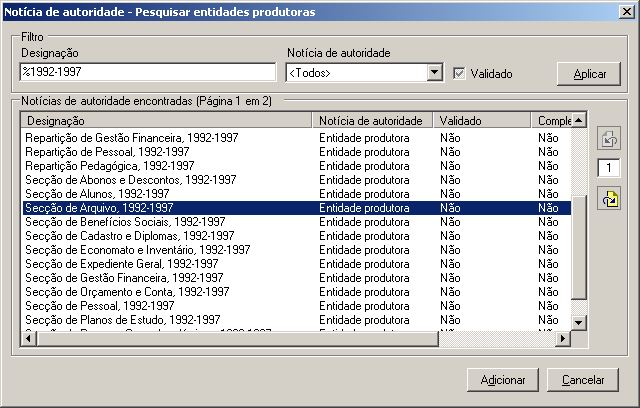 Notícia de autoridade - Pesquisar entidades produtoras
Filtro
Designação Notícia de autoridade
%1992-1997 <Todos> Validado Aplicar
Notícias de autoridade encontradas (Página 1 em 2)
Designação Notícia de autoridade Validado Comple
Repartição de Gestão Financeira, 1992-1997 Entidade produtora Não Não
Repartição de Pessoal, 1992-1997 Entidade produtora Não Não
Repartição Pedagógica, 1992-1997 Entidade produtora Não Não
Secção de Abonos e Descontos, 1992-1997 Entidade produtora Não Não
Secção de Alunos, 1992-1997 Entidade produtora Não Não
Secção de Arquivo, 1992-1997 Entidade produtora Não Não
Secção de Benefícios Sociais, 1992-1997 Entidade produtora Não Não
Secção de Cadastro e Diplomas, 1992-1997 Entidade produtora Não Não
Secção de Economato e Inventário, 1992-1997 Entidade produtora Não Não
Secção de Expediente Geral, 1992-1997 Entidade produtora Não Não
Secção de Gestão Financeira, 1992-1997 Entidade produtora Não Não
Secção de Orçamento e Conta, 1992-1997 Entidade produtora Não Não
Secção de Pessoal, 1992-1997 Entidade produtora Não Não
Secção de Planos de Estudo, 1992-1997 Entidade produtora Não Não
1
Adicionar Cancelar